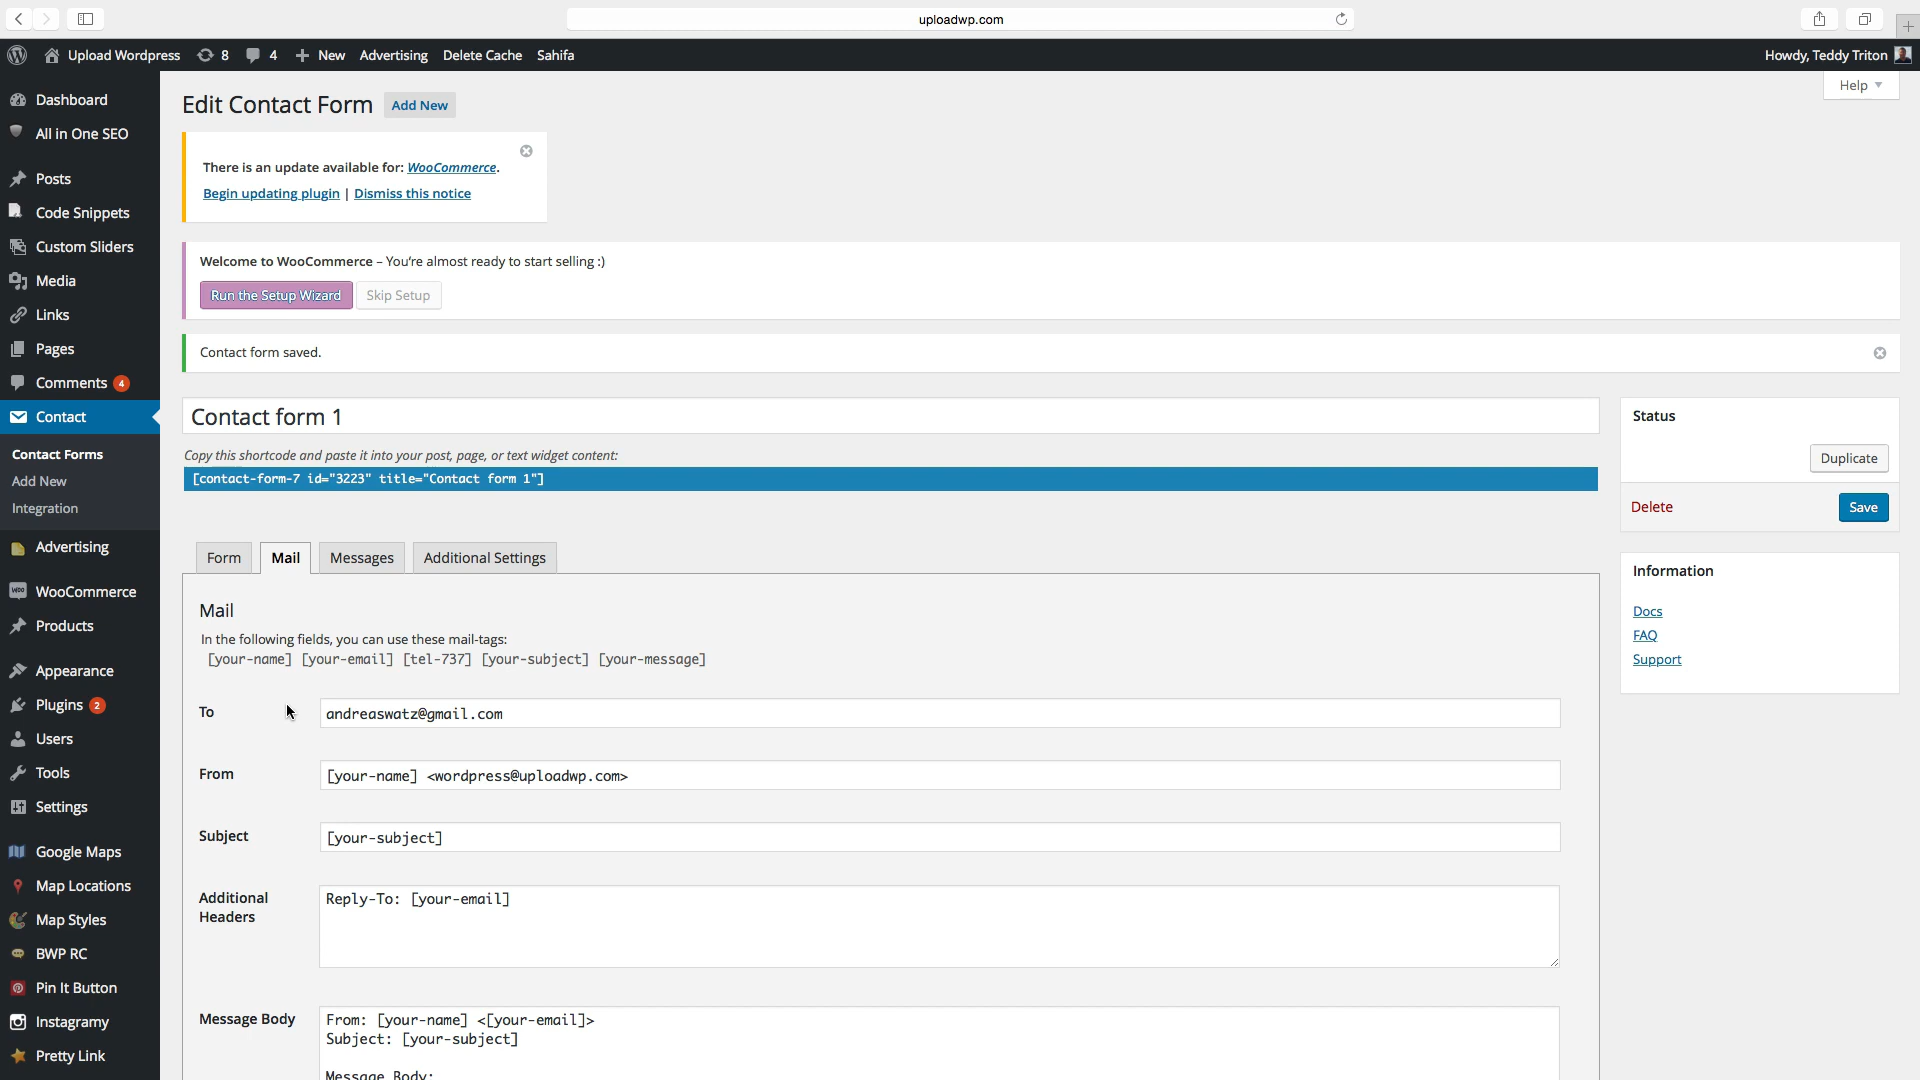 uploadwp.com
Upload Wordpress 8 4 New Advertising Delete Cache Sahifa Howdy, Teddy Triton
Help
Dashboard
All in One SEO
Posts
Code Snippets
Custom Sliders
Media
Links
Pages
Comments 4
Contact
Contact Forms
Add New
Integration
Advertising
WooCommerce
Products
Appearance
Plugins 2
Users
Tools
Settings
Google Maps
Map Locations
Map Styles
BWP RC
Pin It Button
Instagramy
Pretty Link
Edit Contact Form Add New
There is an update available for: WooCommerce.
Begin updating plugin | Dismiss this notice
Welcome to WooCommerce – You're almost ready to start selling :)
Run the Setup Wizard Skip Setup
Contact form saved.
Contact form 1
Copy this shortcode and paste it into your post, page, or text widget content:
[contact-form-7 id="3223" title="Contact form 1"]
Form Mail Messages Additional Settings
Mail
In the following fields, you can use these mail-tags:
[your-name] [your-email] [tel-737] [your-subject] [your-message]
To andreaswatz@gmail.com
From [your-name] <wordpress@uploadwp.com>
Subject [your-subject]
Additional Headers
Reply-To: [your-email]
Message Body
From: [your-name] <[your-email]>
Subject: [your-subject]
Message Body:
Status
Duplicate
Delete Save
Information
Docs
FAQ
Support